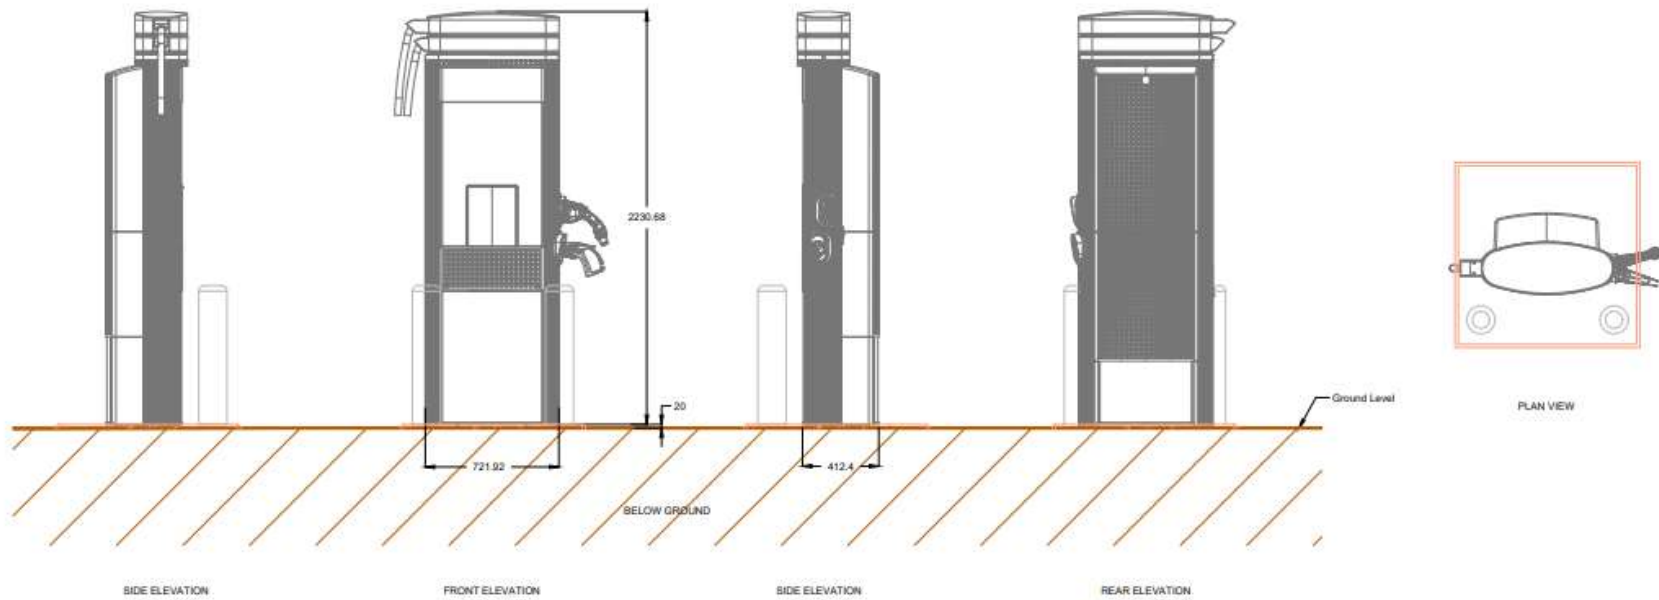 2230.68
20
Ground Level
PLAN VIEW
721.92
412.4
BELOW GROUND
SIDE ELEVATION
FRONT ELEVATION
SIDE ELEVATION
REAR ELEVATION